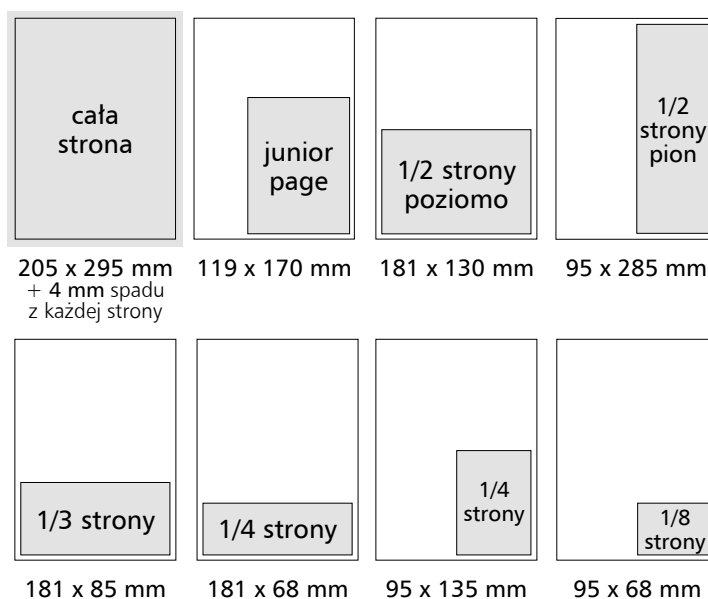 cała
strona
junior
page
1/2 strony
poziomo
1/2
strony
pion
205 x 295 mm
+ 4 mm spadu
z każdej strony
119 x 170 mm
181 x 130 mm
95 x 285 mm
1/3 strony
1/4 strony
1/4
strony
1/8
strony
181 x 85 mm
181 x 68 mm
95 x 135 mm
95 x 68 mm